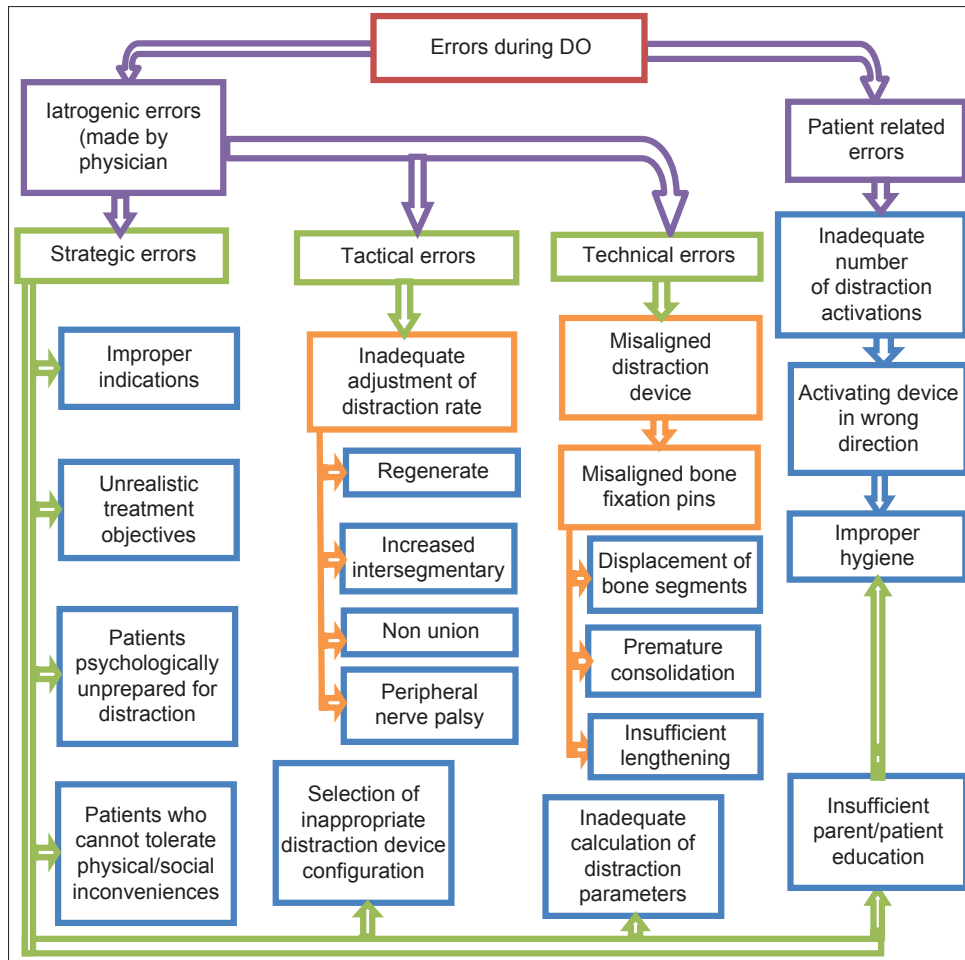 Errors during DO
Iatrogenic errors
(made by
physician
Patient related
errors
Strategic errors
Tactical errors
Technical errors
Inadequate
number
of distraction
activations
Improper
indications
Inadequate
adjustment of
distraction rate
Misaligned
distraction
device
Activating device
in wrong
direction
Unrealistic
treatment
objectives
Regenerate
Misaligned bone
fixation pins
Improper
hygiene
Increased
intersegmentary
Displacement of
bone segments
Patients
psychologically
unprepared for
distraction
Non union
Premature
consolidation
Peripheral
nerve palsy
Insufficient
lengthening
Patients who
cannot tolerate
physical/social
inconveniences
Selection of
inappropriate
distraction device
configuration
Inadequate
calculation of
distraction
parameters
Insufficient
parent/patient
education